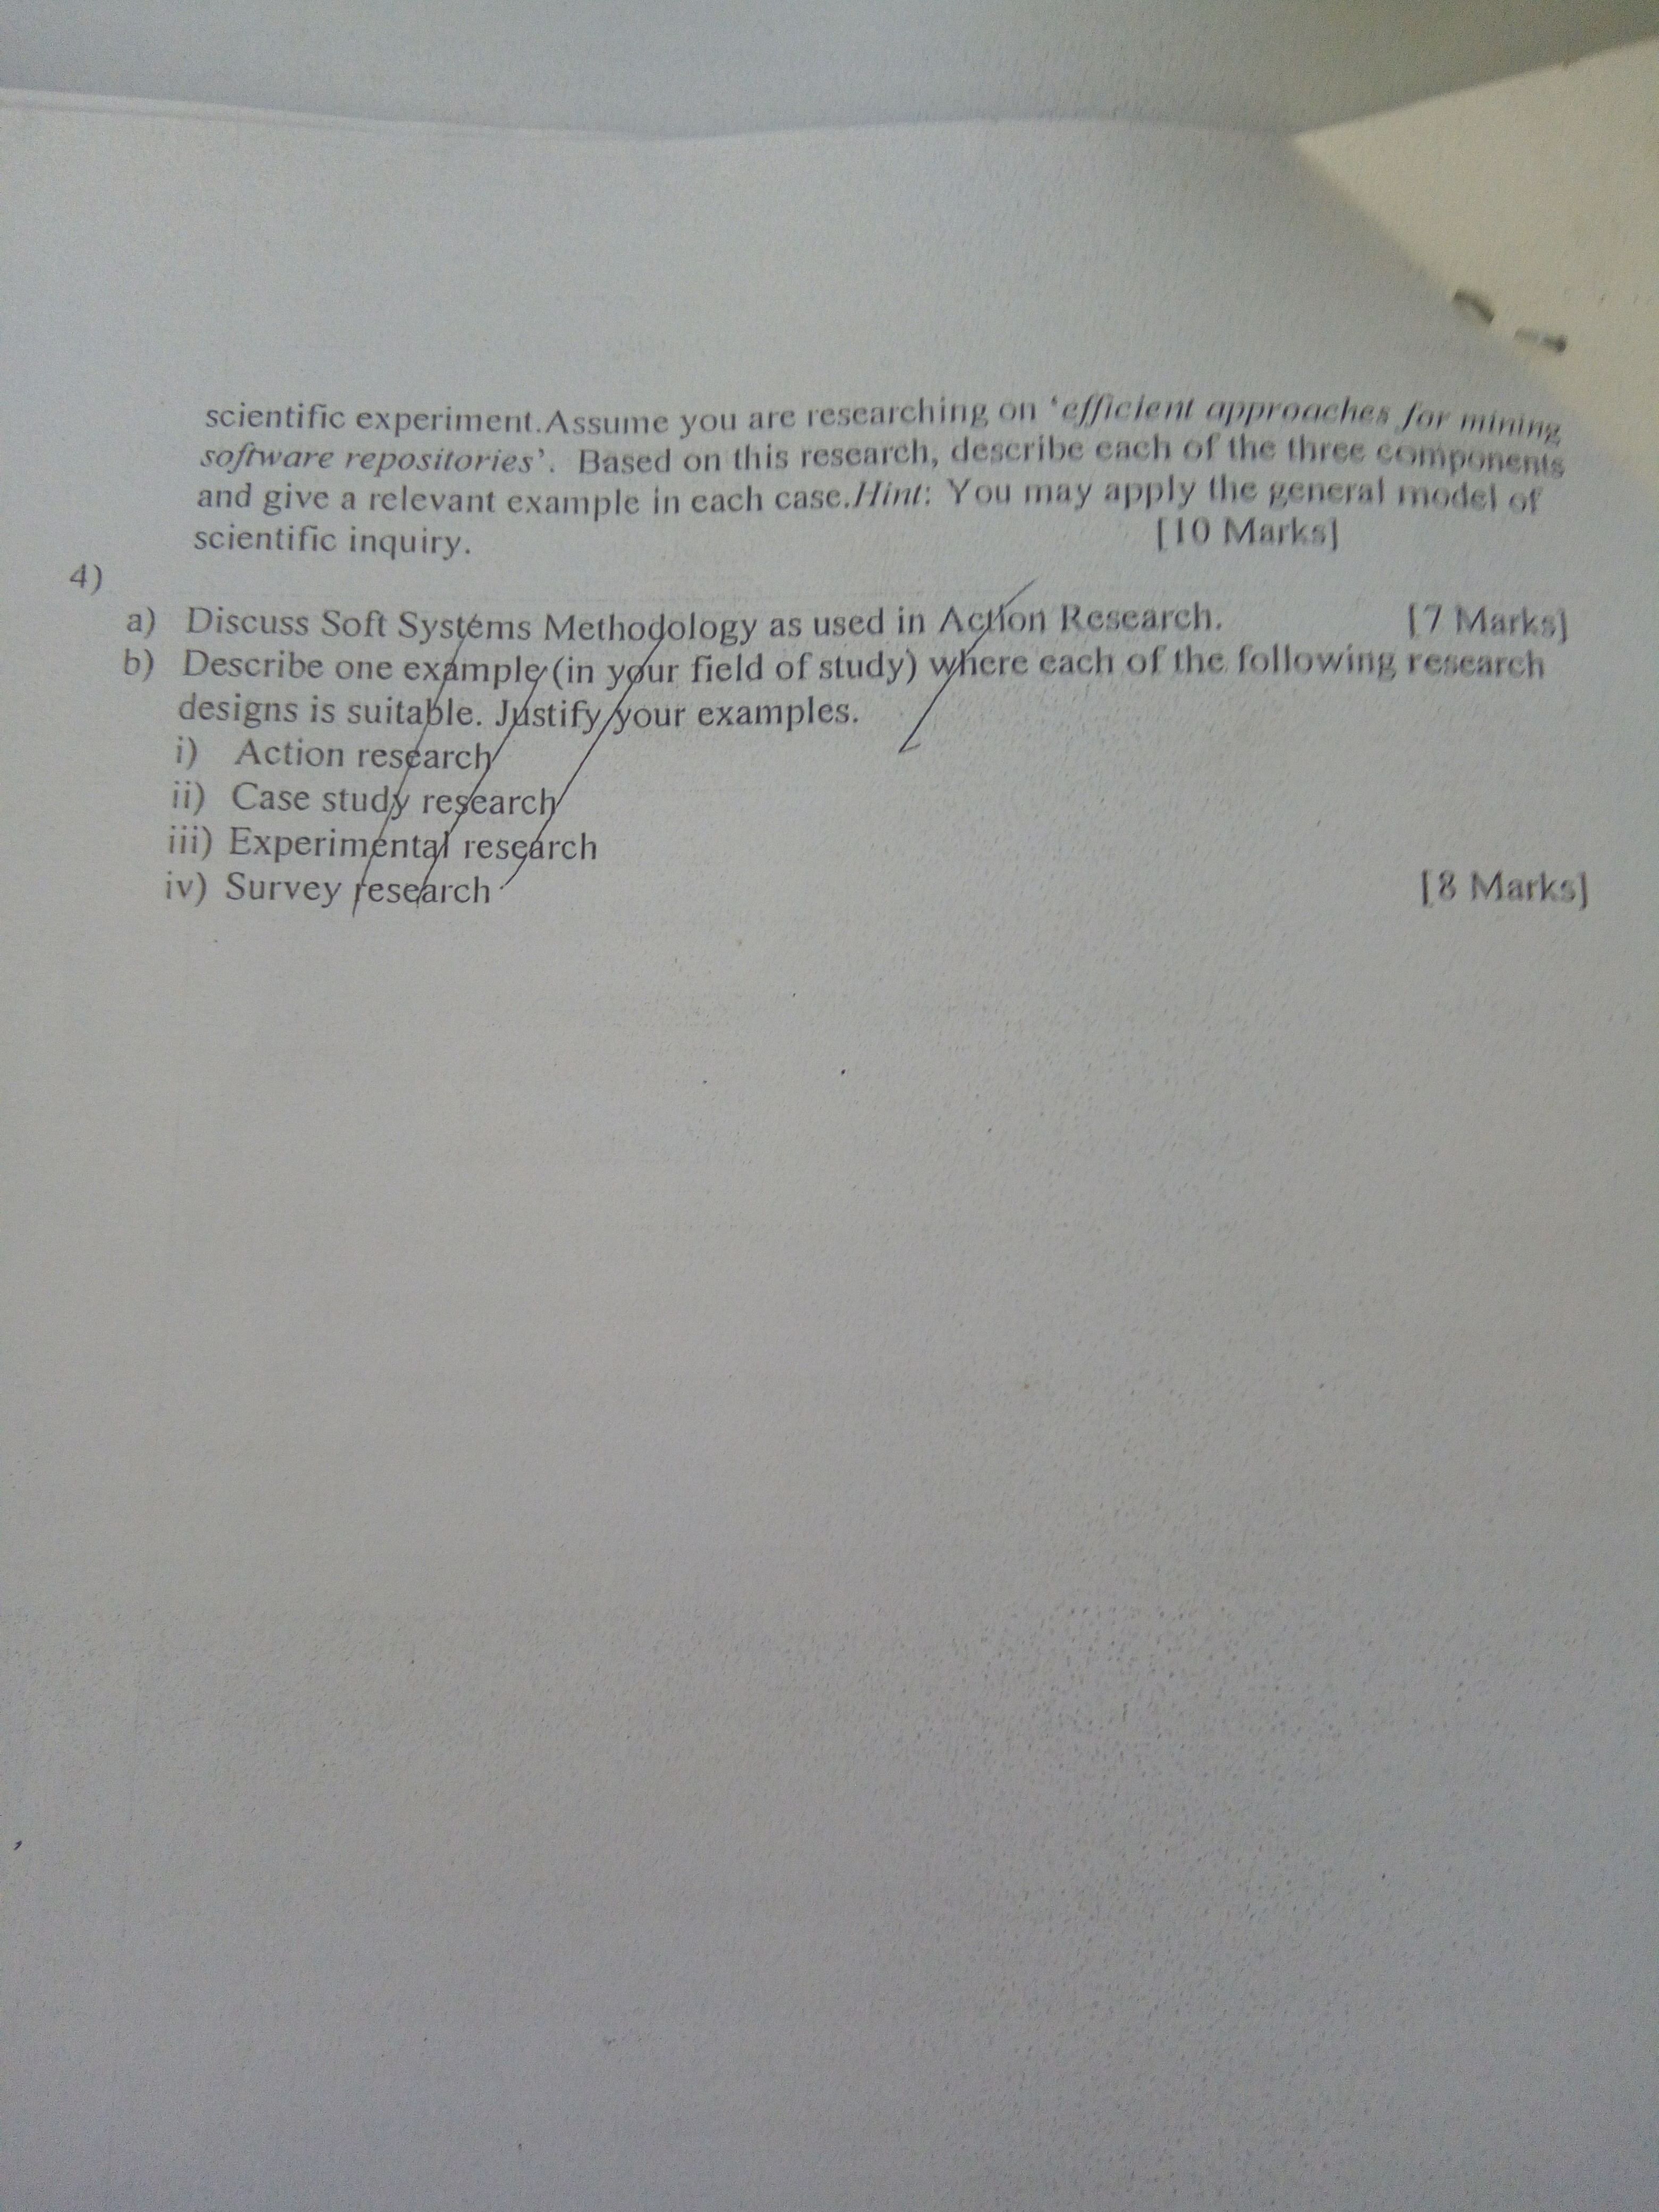 scientific experiment.Assume you are researching on 'efficient approaches for mining
software repositories'. Based on this research, describe each of the three components
and give a relevant example in each case.Hint: You may apply the general model of
scientific inquiry. [10 Marks]
4)
a) Discuss Soft Systems Methodology as used in Action Research. [7 Marks]
b) Describe one example (in your field of study) where each of the following research
designs is suitable. Justify your examples.
i) Action research
ii) Case study research
iii) Experimental research
iv) Survey research [8 Marks]